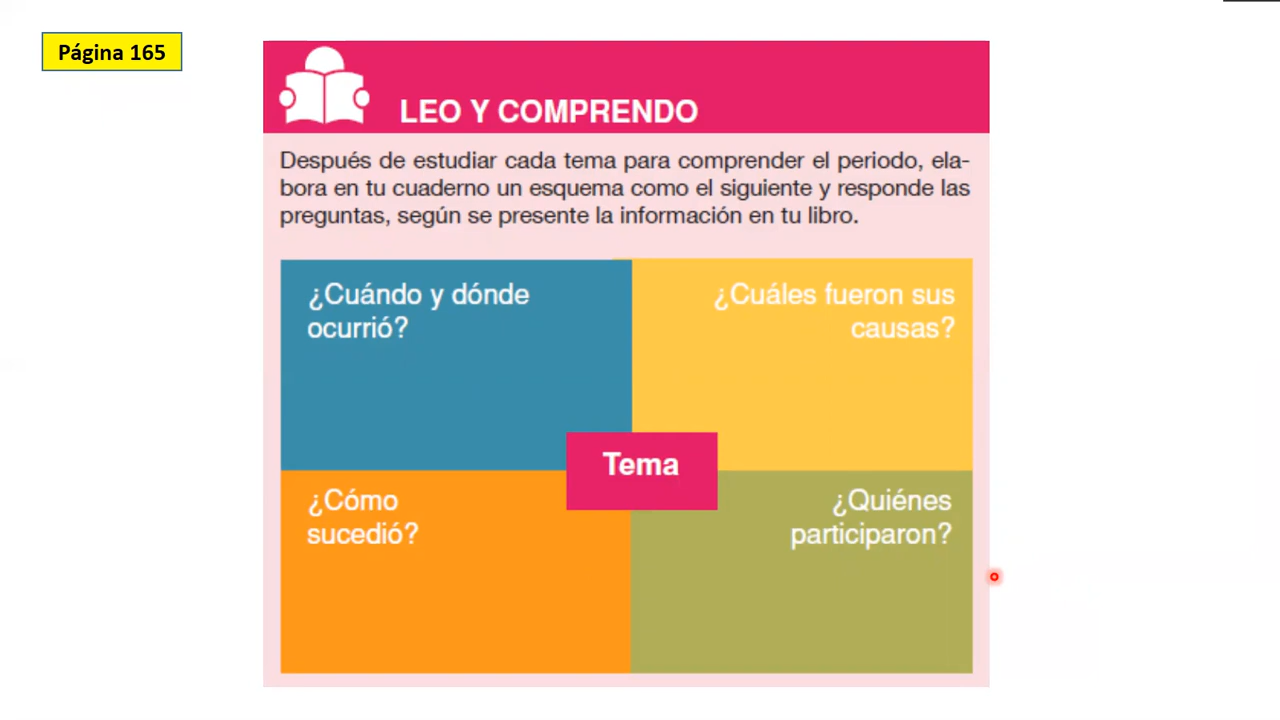 Página 165
LEO Y COMPRENDO
Después de estudiar cada tema para comprender el periodo, ela-
bora en tu cuaderno un esquema como el siguiente y responde las
preguntas, según se presente la información en tu libro.
¿Cuándo y dónde
ocurrió?
¿Cuáles fueron sus
causas?
Tema
¿Cómo
sucedió?
¿Quiénes
participaron?